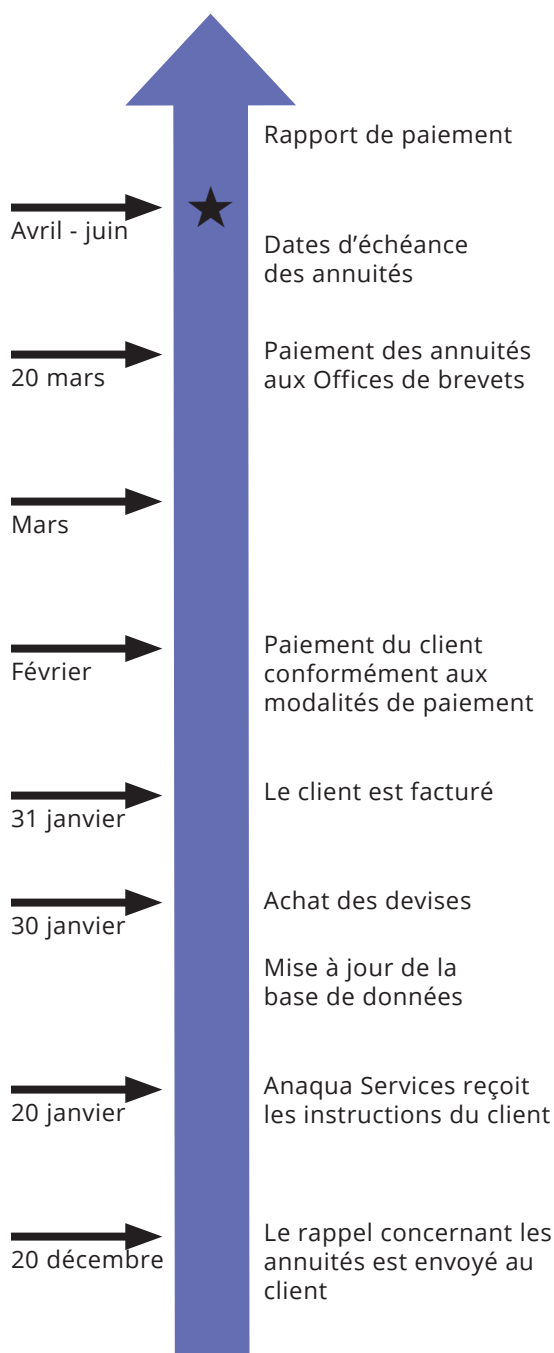 Rapport de paiement
Avril - juin
Dates d’échéance
des annuités
20 mars
Paiement des annuités
aux Offices de brevets
Mars
Février
Paiement du client
conformément aux
modalités de paiement
31 janvier
Le client est facturé
30 janvier
Achat des devises
Mise à jour de la
base de données
20 janvier
Anaqua Services reçoit
les instructions du client
20 décembre
Le rappel concernant les
annuités est envoyé au
client